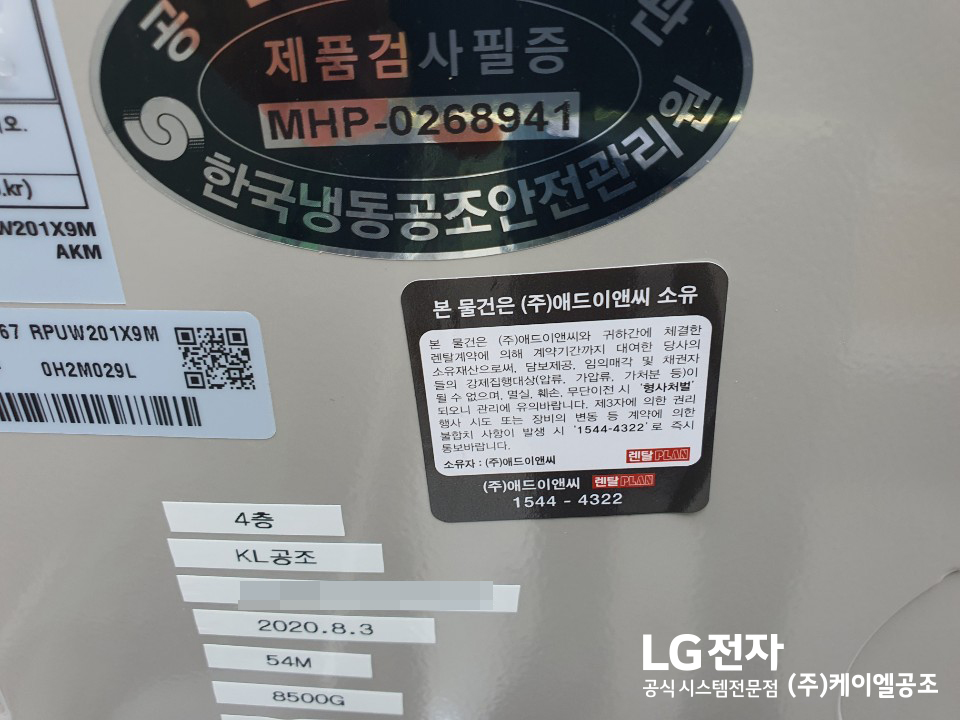 제품검사필증
MHP-0268941
한국냉동공조안전관리원
오.
.kr)
W201X9M
AKM
67 RPUW201X9M
0H2M029L
본 물건은 (주)애드이앤씨 소유
본 물건은 (주)애드이앤씨와 귀하간에 체결한
렌탈계약에 의해 계약기간까지 대여한 당사의
소유재산으로써, 담보제공, 임의매각 및 채권자
들의 강제집행대상(압류, 가압류, 가처분 등)이
될 수 없으며, 멸실, 훼손, 무단이전 시 '형사처벌'
되오니 관리에 유의바랍니다. 제3자에 의한 권리
행사 시도 또는 장비의 변동 등 계약에 의한
불합치 사항이 발생 시 '1544-4322'로 즉시
통보바랍니다.
소유자 : (주)애드이앤씨 렌탈PLAN
(주)애드이앤씨 렌탈PLAN
1544 - 4322
4층
KL공조
2020.8.3
54M
8500G
LG전자
공식 시스템전문점 (주)케이엘공조